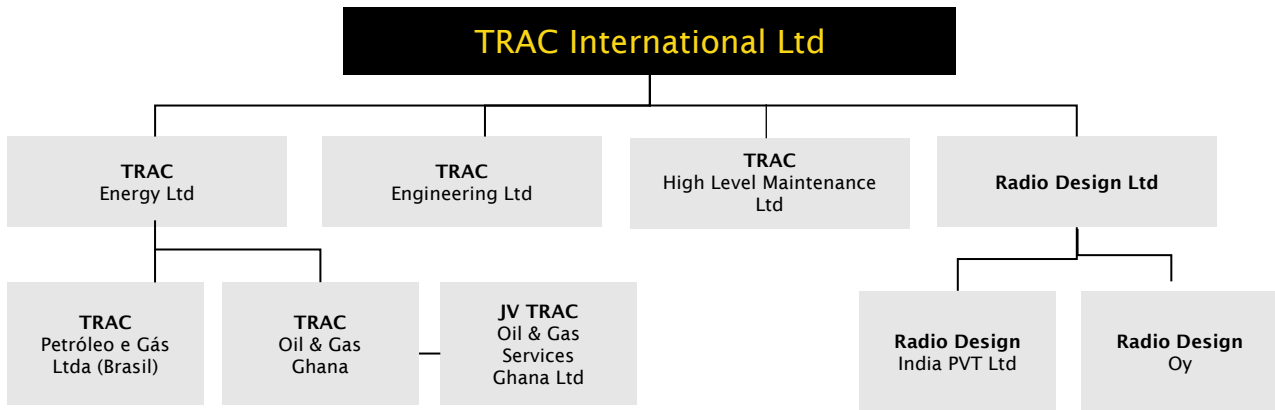 TRAC International Ltd
TRAC
Energy Ltd
TRAC
Engineering Ltd
TRAC
High Level Maintenance
Ltd
Radio Design Ltd
TRAC
Petróleo e Gás
Ltda (Brasil)
TRAC
Oil & Gas
Ghana
JV TRAC
Oil & Gas
Services
Ghana Ltd
Radio Design
India PVT Ltd
Radio Design
Oy